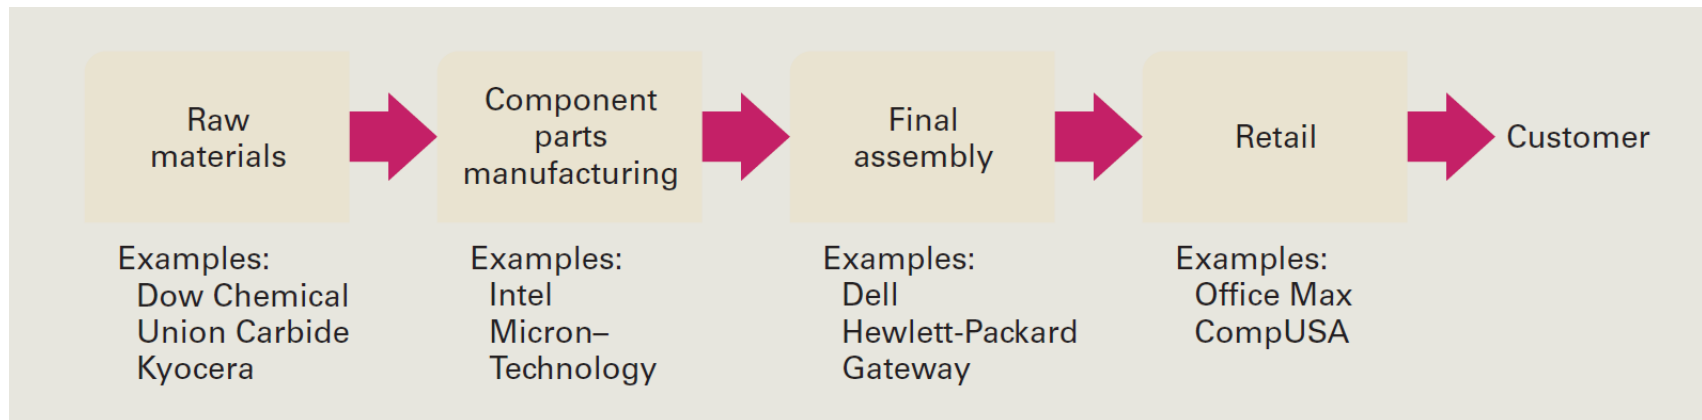 Raw
materials
Component
parts
manufacturing
Final
assembly
Retail
Customer
Examples:
Dow Chemical
Union Carbide
Kyocera
Examples:
Intel
Micron–
Technology
Examples:
Dell
Hewlett-Packard
Gateway
Examples:
Office Max
CompUSA